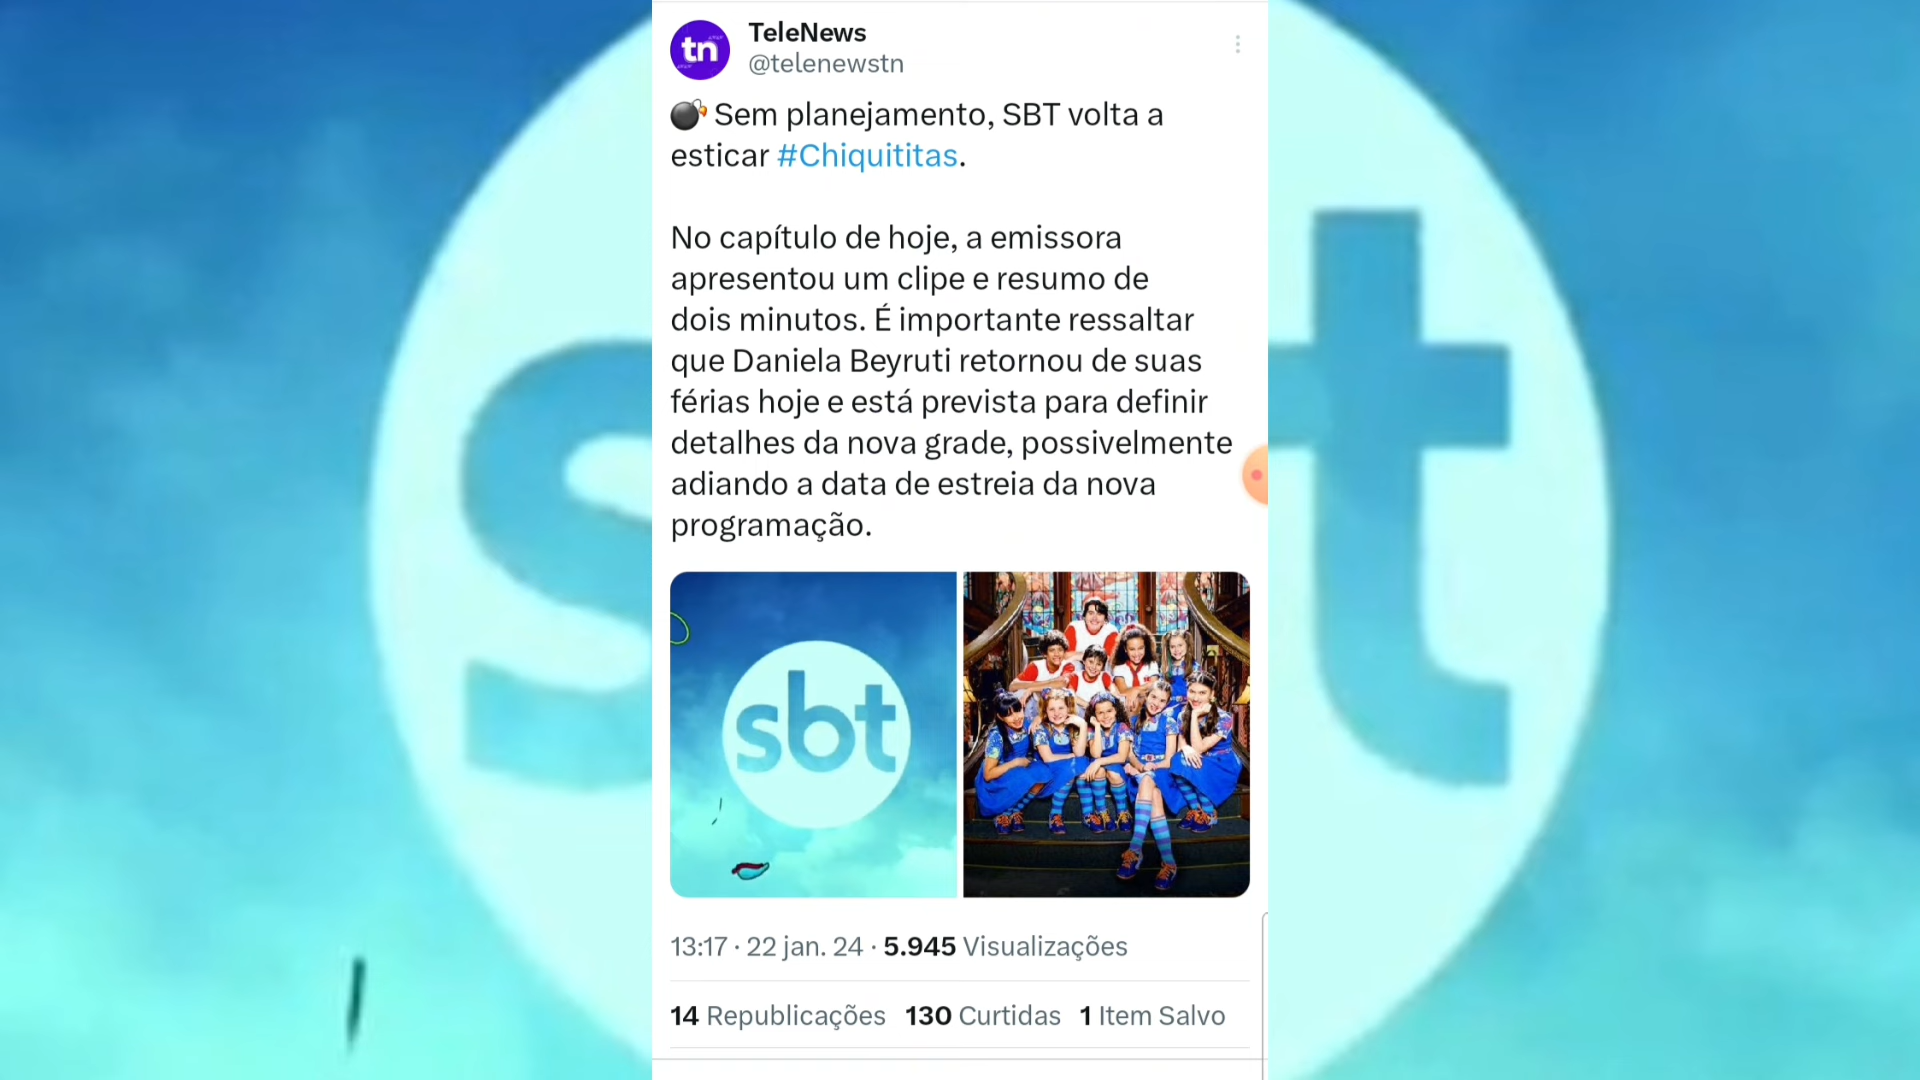 tn
TeleNews
@telenewstn
💣 Sem planejamento, SBT volta a
esticar #Chiquititas.
No capítulo de hoje, a emissora
apresentou um clipe e resumo de
dois minutos. É importante ressaltar
que Daniela Beyruti retornou de suas
férias hoje e está prevista para definir
detalhes da nova grade, possivelmente
adiando a data de estreia da nova
programação.
sbt
13:17 · 22 jan. 24 · 5.945 Visualizações
14 Republicações 130 Curtidas 1 Item Salvo
s
t